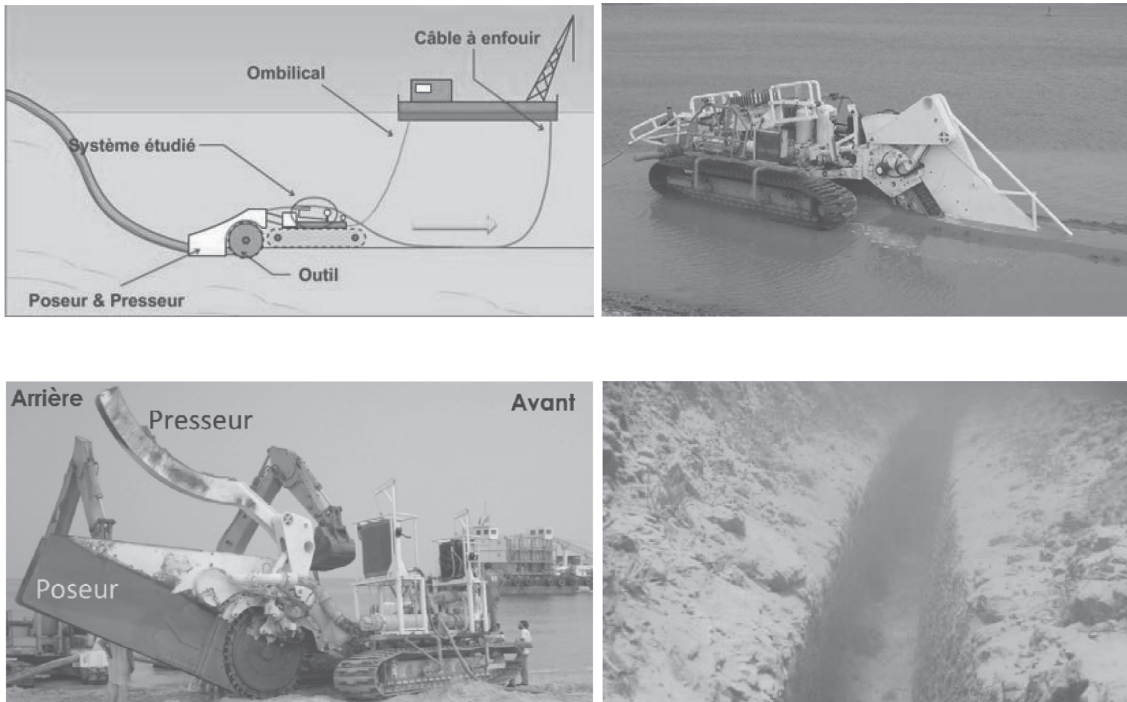 Câble à enfouir
Ombilical
Système étudié
Outil
Poseur & Presseur
Arrière
Avant
Presseur
Poseur